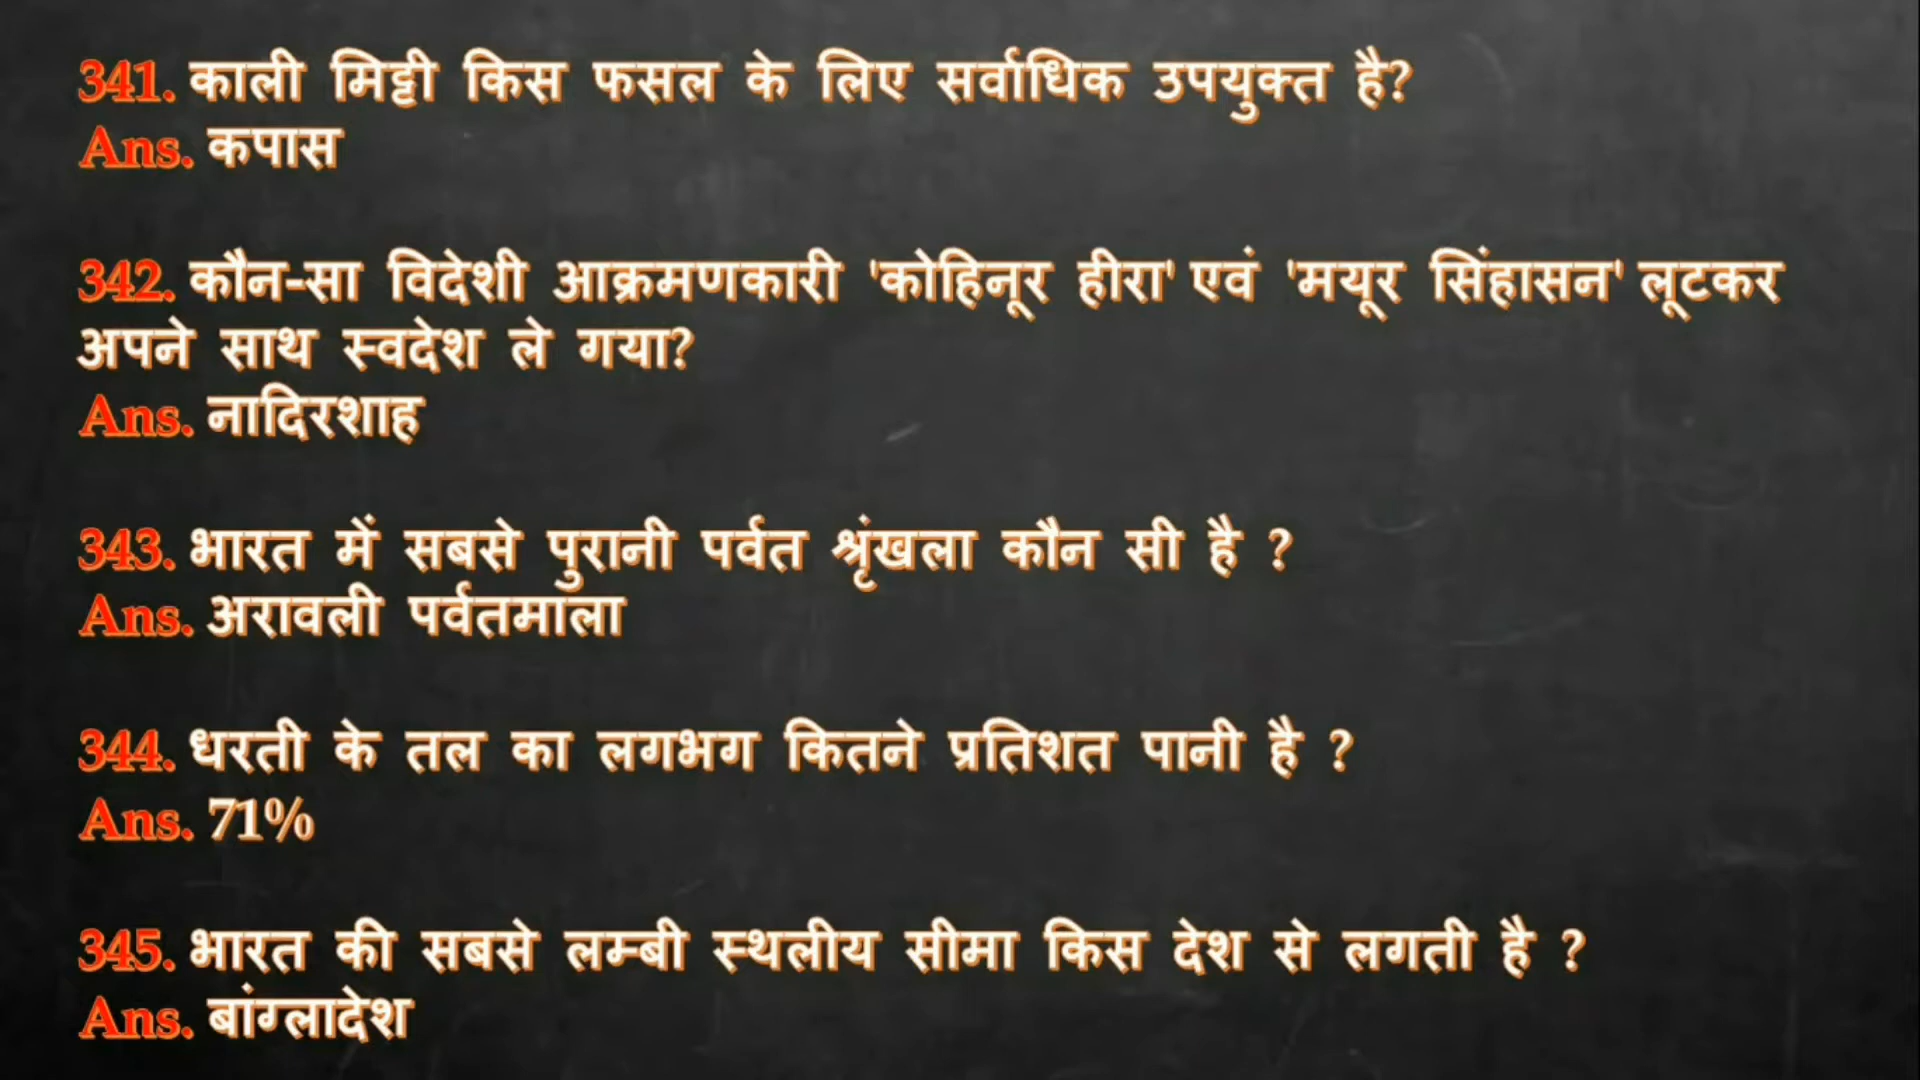 341. काली मिट्टी किस फसल के लिए सर्वाधिक उपयुक्त है?
Ans. कपास
342. कौन-सा विदेशी आक्रमणकारी 'कोहिनूर हीरा' एवं 'मयूर सिंहासन' लूटकर
अपने साथ स्वदेश ले गया?
Ans. नादिरशाह
343. भारत में सबसे पुरानी पर्वत श्रृंखला कौन सी है ?
Ans. अरावली पर्वतमाला
344. धरती के तल का लगभग कितने प्रतिशत पानी है ?
Ans. 71%
345. भारत की सबसे लम्बी स्थलीय सीमा किस देश से लगती है ?
Ans. बांग्लादेश